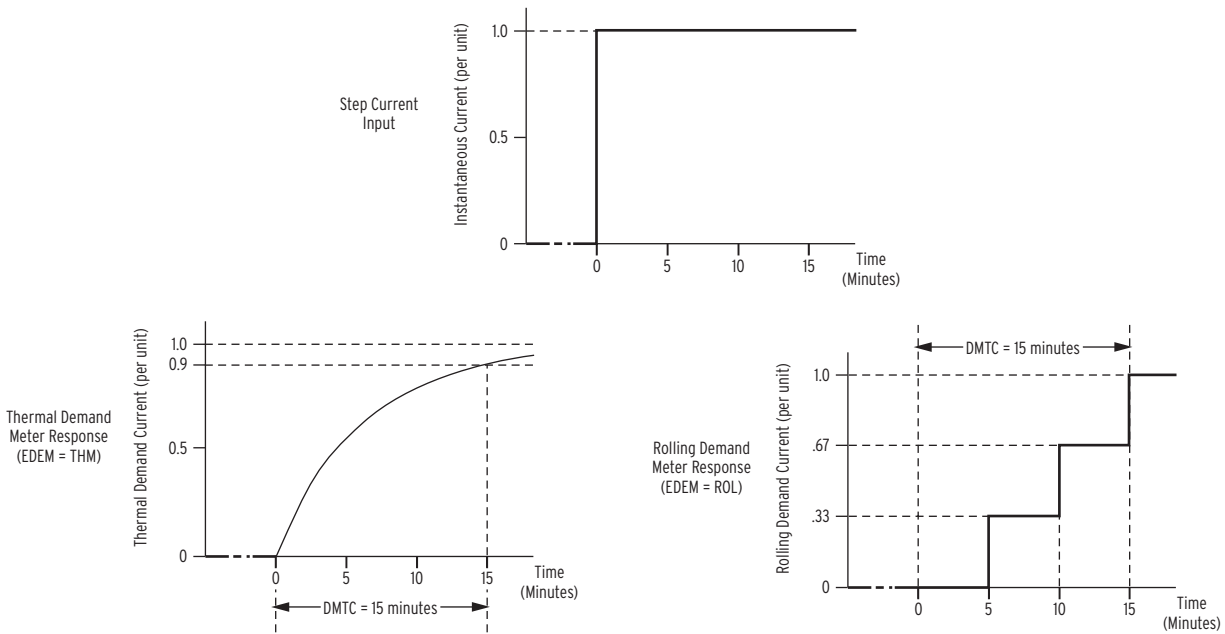 Step Current
Input
Instantaneous Current (per unit)
1.0
0.5
0
0
5
10
15
Time
(Minutes)
Thermal Demand
Meter Response
(EDEM = THM)
Thermal Demand Current (per unit)
1.0
0.9
0.5
0
0
5
10
15
Time
(Minutes)
DMTC = 15 minutes
Rolling Demand
Meter Response
(EDEM = ROL)
Rolling Demand Current (per unit)
DMTC = 15 minutes
1.0
.67
.33
0
0
5
10
15
Time
(Minutes)